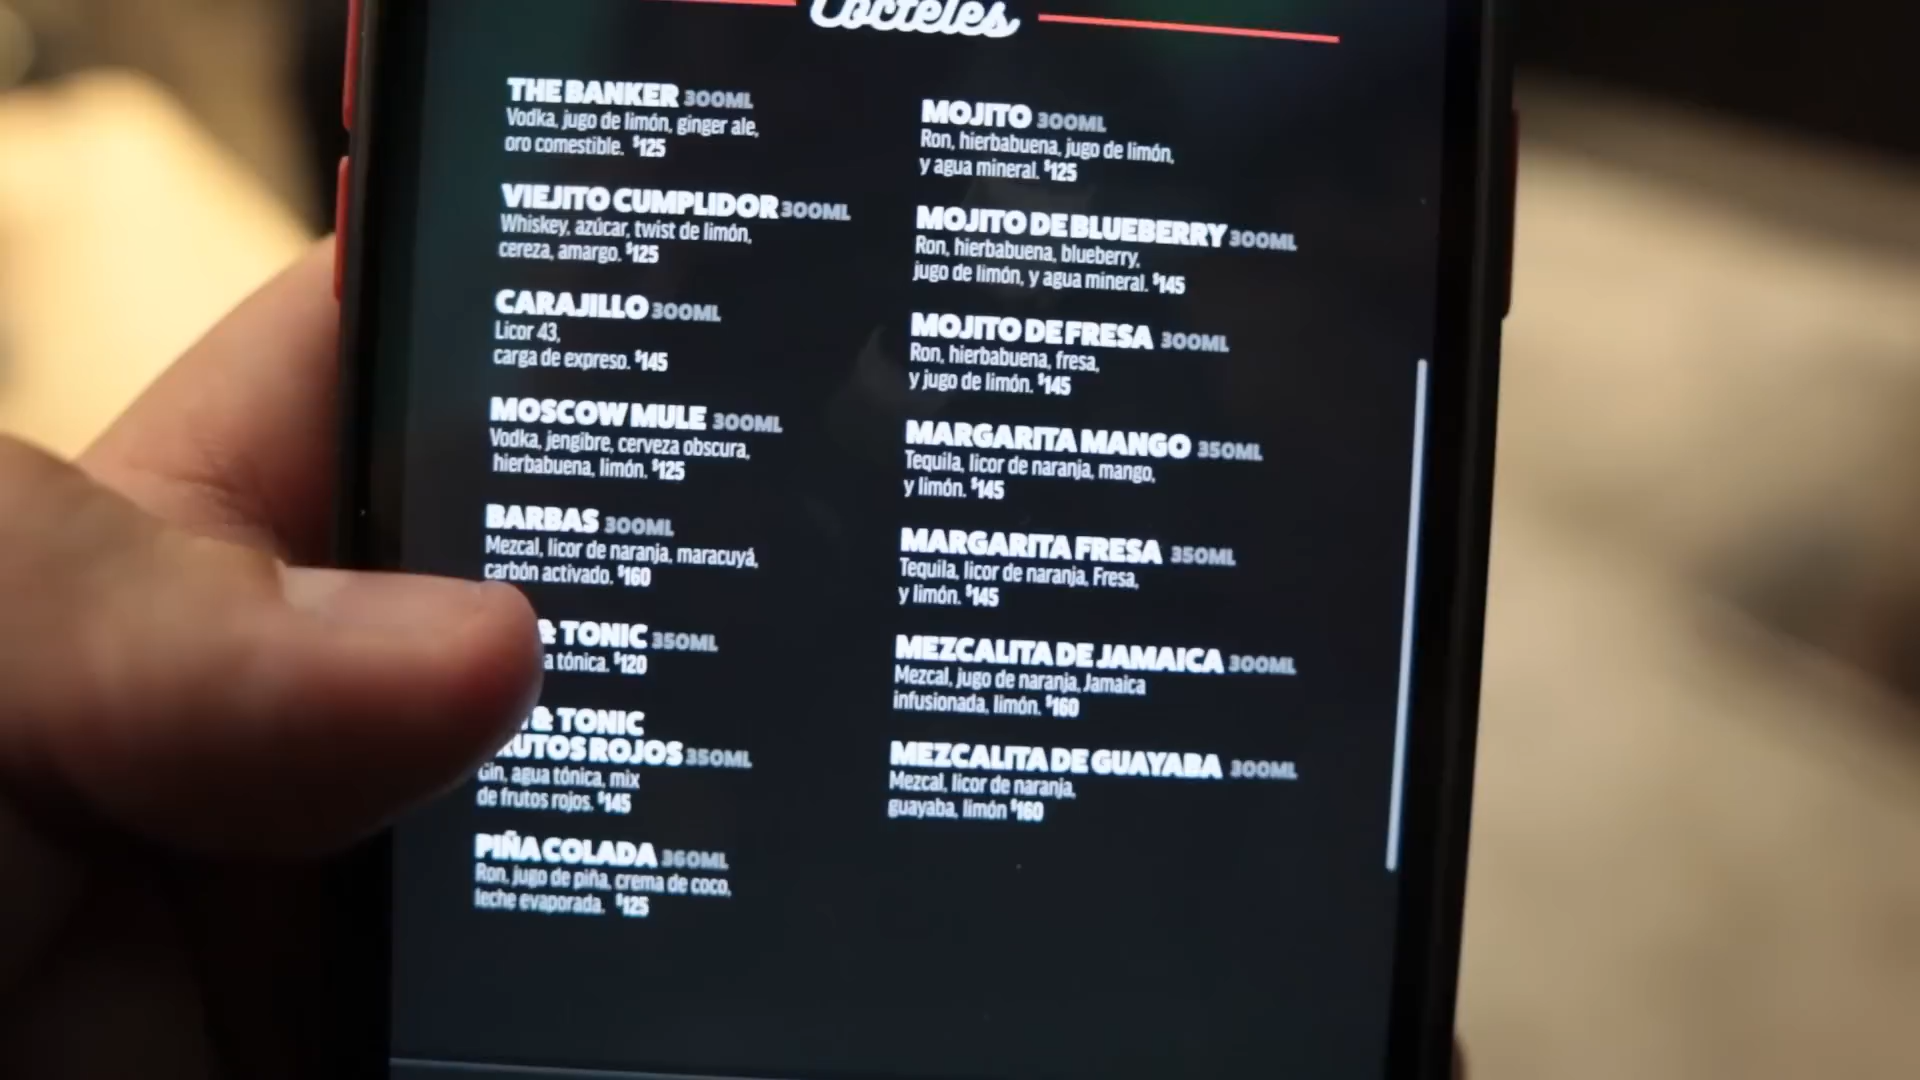 Cocteles
THE BANKER 300ML
Vodka, jugo de limón, ginger ale,
oro comestible. $125
VIEJITO CUMPLIDOR 300ML
Whiskey, azúcar, twist de limón,
cereza, amargo. $125
CARAJILLO 300ML
Licor 43,
carga de expreso. $145
MOSCOW MULE 300ML
Vodka, jengibre, cerveza obscura,
hierbabuena, limón. $125
BARBAS 300ML
Mezcal, licor de naranja, maracuyá,
carbón activado. $160
& TONIC 350ML
tónica. $120
& TONIC
ROJOS 350ML
Gin, agua tónica, mix
de frutos rojos. $145
PIÑA COLADA 360ML
Ron, jugo de piña, crema de coco,
leche evaporada. $125
MOJITO 300ML
Ron, hierbabuena, jugo de limón,
y agua mineral. $125
MOJITO DE BLUEBERRY 300ML
Ron, hierbabuena, blueberry,
jugo de limón, y agua mineral. $145
MOJITO DE FRESA 300ML
Ron, hierbabuena, fresa,
y jugo de limón. $145
MARGARITA MANGO 350ML
Tequila, licor de naranja, mango,
y limón. $145
MARGARITA FRESA 350ML
Tequila, licor de naranja, Fresa,
y limón. $145
MEZCALITA DE JAMAICA 300ML
Mezcal, jugo de naranja, Jamaica
infusionada, limón. $160
MEZCALITA DE GUAYABA 300ML
Mezcal, licor de naranja,
guayaba, limón $160